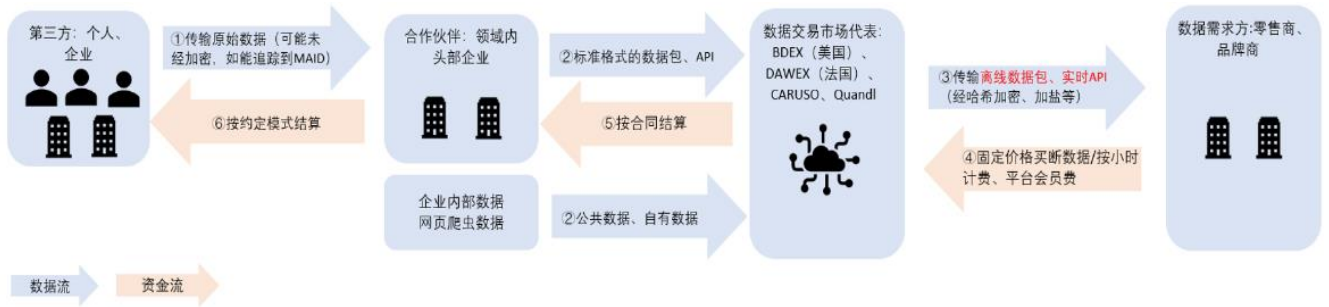 第三方：个人、
企业
①传输原始数据（可能未
经加密，如能追踪到MAID）
⑥按约定模式结算
合作伙伴：领域内
头部企业
②标准格式的数据包、API
⑤按合同结算
企业内部数据
网页爬虫数据
②公共数据、自有数据
数据交易市场代表：
BDEX（美国）、
DAWEX（法国）、
CARUSO、Quandl
③传输离线数据包、实时API
（经哈希加密、加盐等）
④固定价格买断数据/按小时
计费、平台会员费
数据需求方:零售商、
品牌商
数据流
资金流